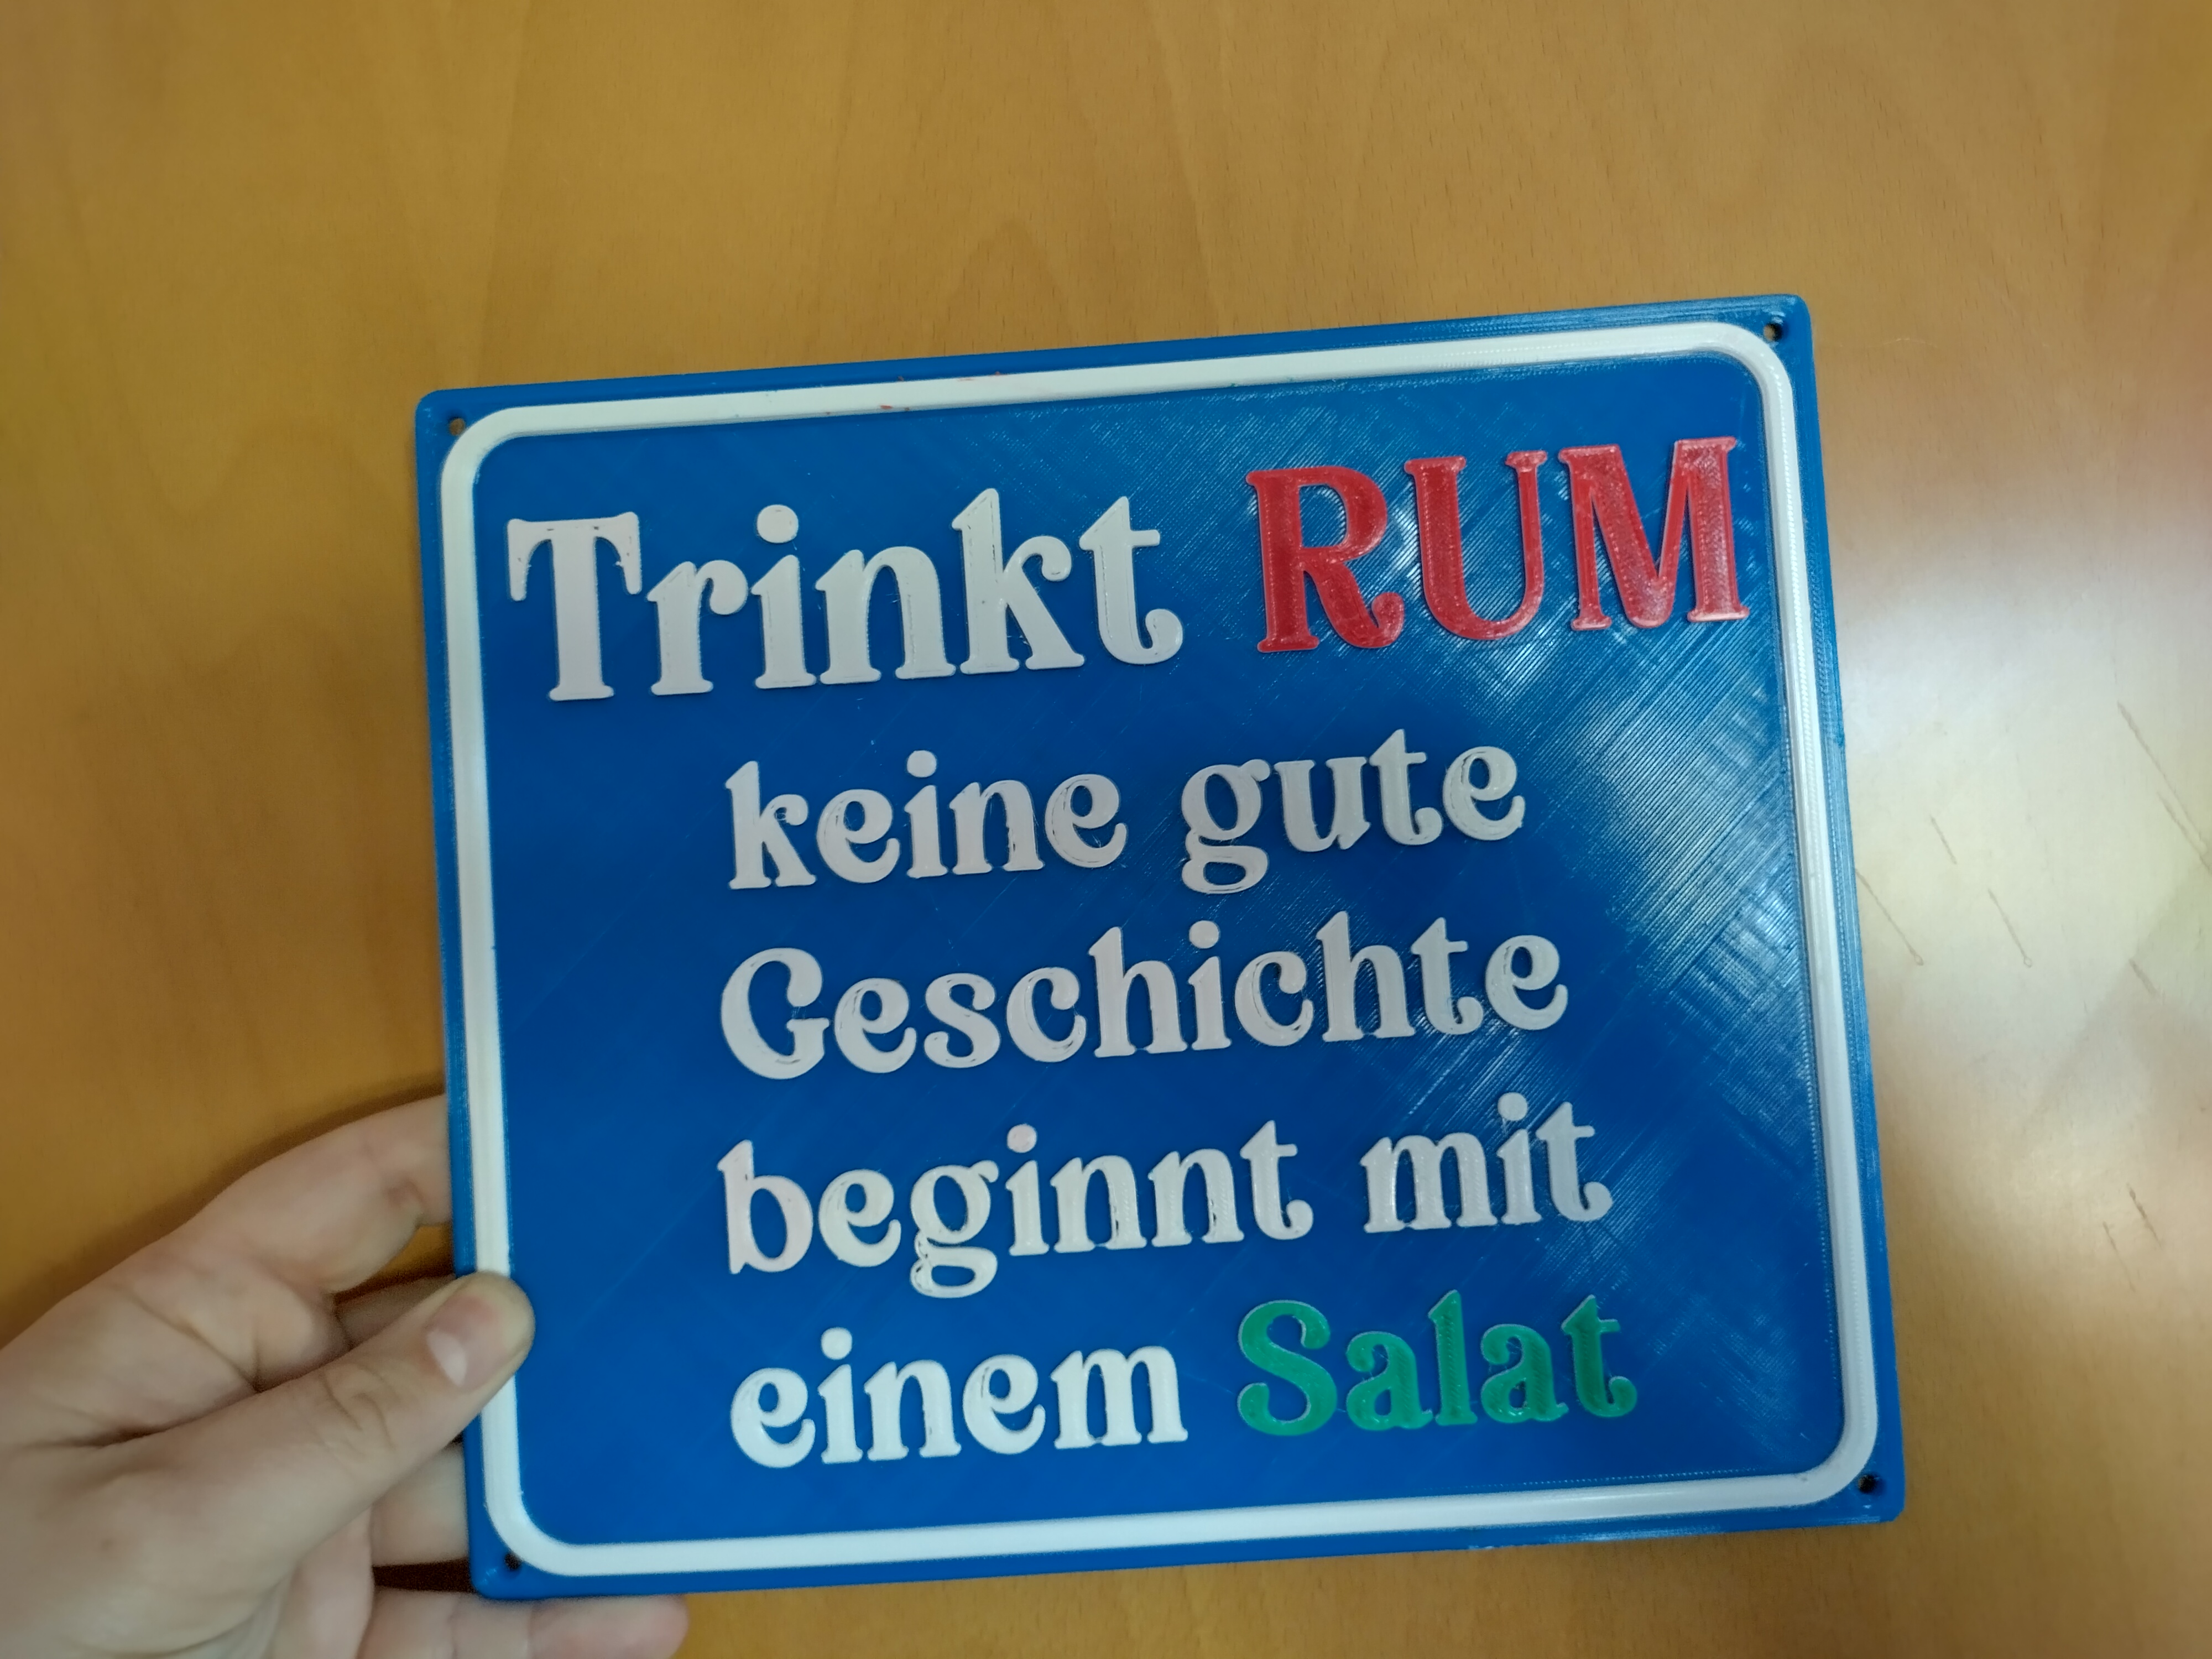 Trinkt RUM
keine gute
Geschichte
beginnt mit
einem Salat